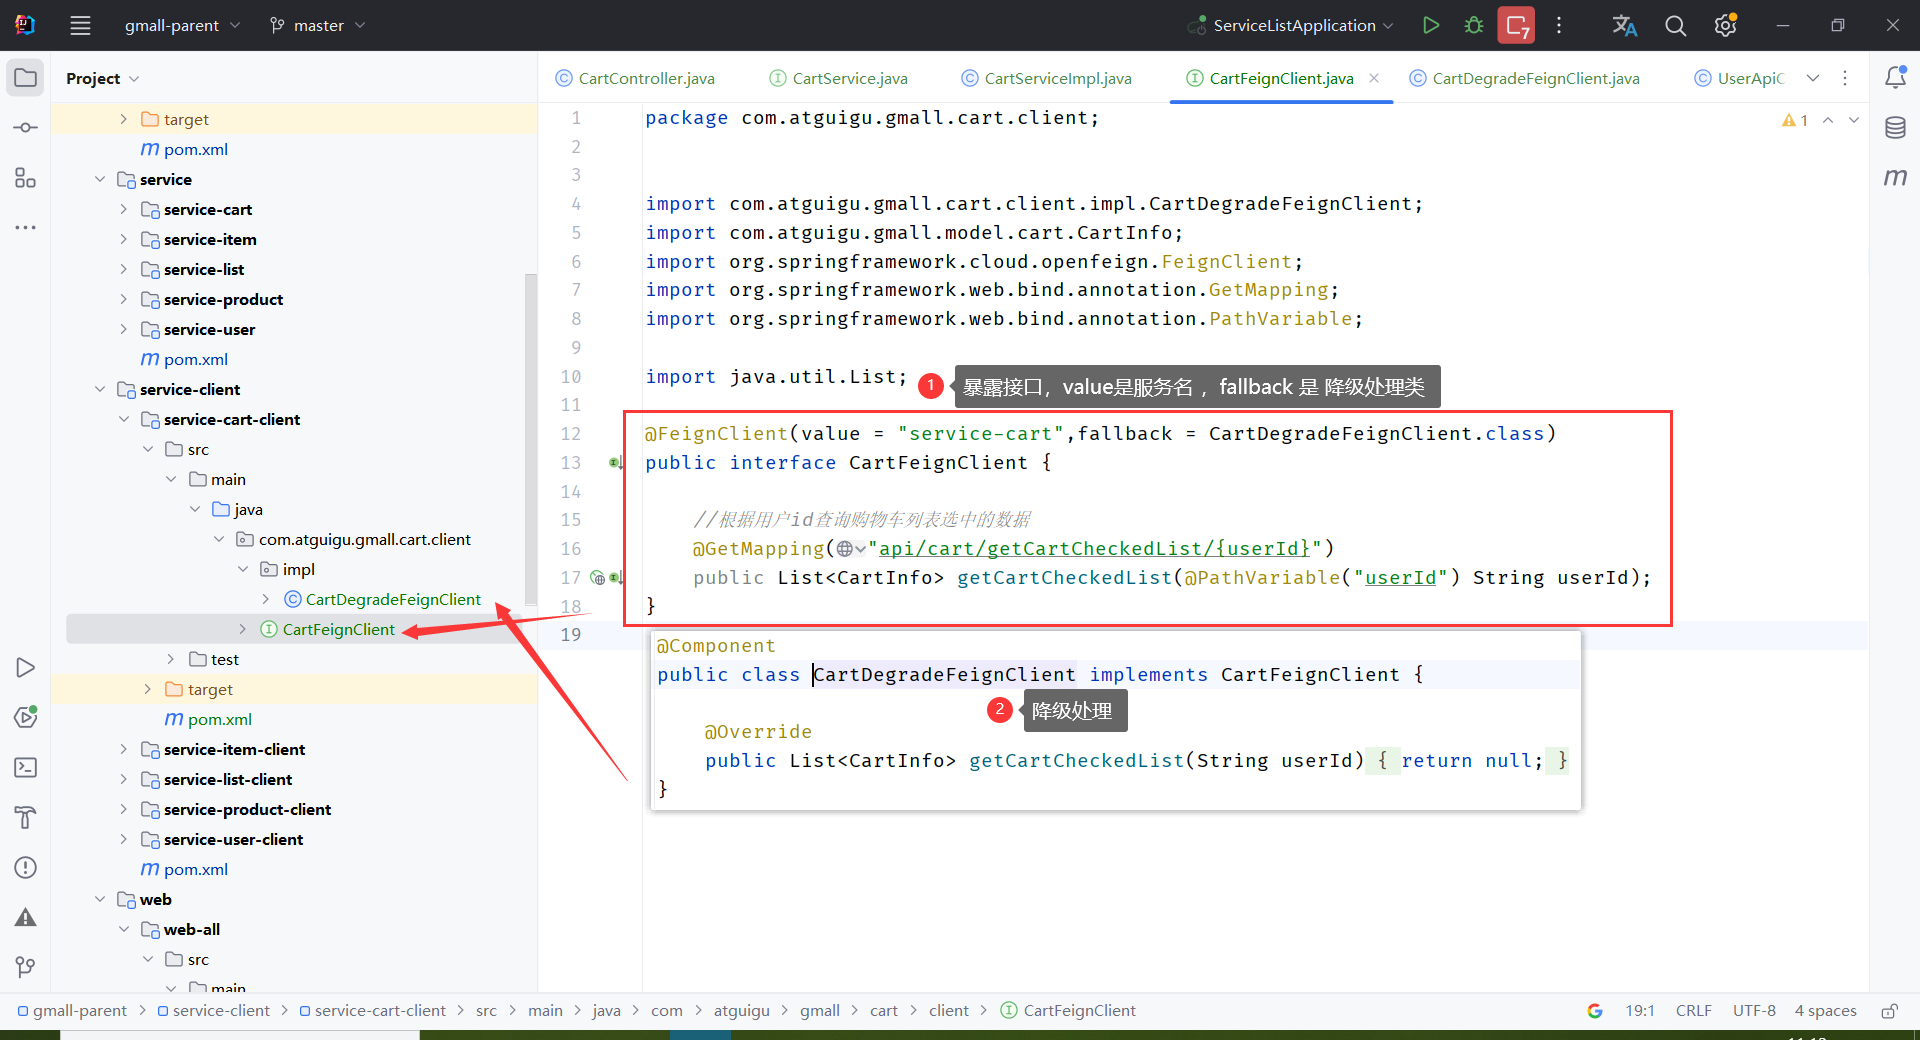 gmall-parent master ServiceListApplication 7
Project
CartController.java CartService.java CartServiceImpl.java CartFeignClient.java CartDegradeFeignClient.java UserApiC
target
pom.xml
service
service-cart
service-item
service-list
service-product
service-user
pom.xml
service-client
service-cart-client
src
main
java
com.atguigu.gmall.cart.client
impl
CartDegradeFeignClient
CartFeignClient
test
target
pom.xml
service-item-client
service-list-client
service-product-client
service-user-client
pom.xml
web
web-all
src
main
1 package com.atguigu.gmall.cart.client;
2
3
4 import com.atguigu.gmall.cart.client.impl.CartDegradeFeignClient;
5 import com.atguigu.gmall.model.cart.CartInfo;
6 import org.springframework.cloud.openfeign.FeignClient;
7 import org.springframework.web.bind.annotation.GetMapping;
8 import org.springframework.web.bind.annotation.PathVariable;
9
10 import java.util.List;
1 暴露接口，value是服务名 ，fallback 是 降级处理类
11
12 @FeignClient(value = "service-cart",fallback = CartDegradeFeignClient.class)
13 public interface CartFeignClient {
14
15 //根据用户id查询购物车列表选中的数据
16 @GetMapping("api/cart/getCartCheckedList/{userId}")
17 public List<CartInfo> getCartCheckedList(@PathVariable("userId") String userId);
18 }
19
@Component
public class CartDegradeFeignClient implements CartFeignClient {
2 降级处理
@Override
public List<CartInfo> getCartCheckedList(String userId) { return null; }
}
1
m
gmall-parent service-client service-cart-client src main java com atguigu gmall cart client CartFeignClient 19:1 CRLF UTF-8 4 spaces